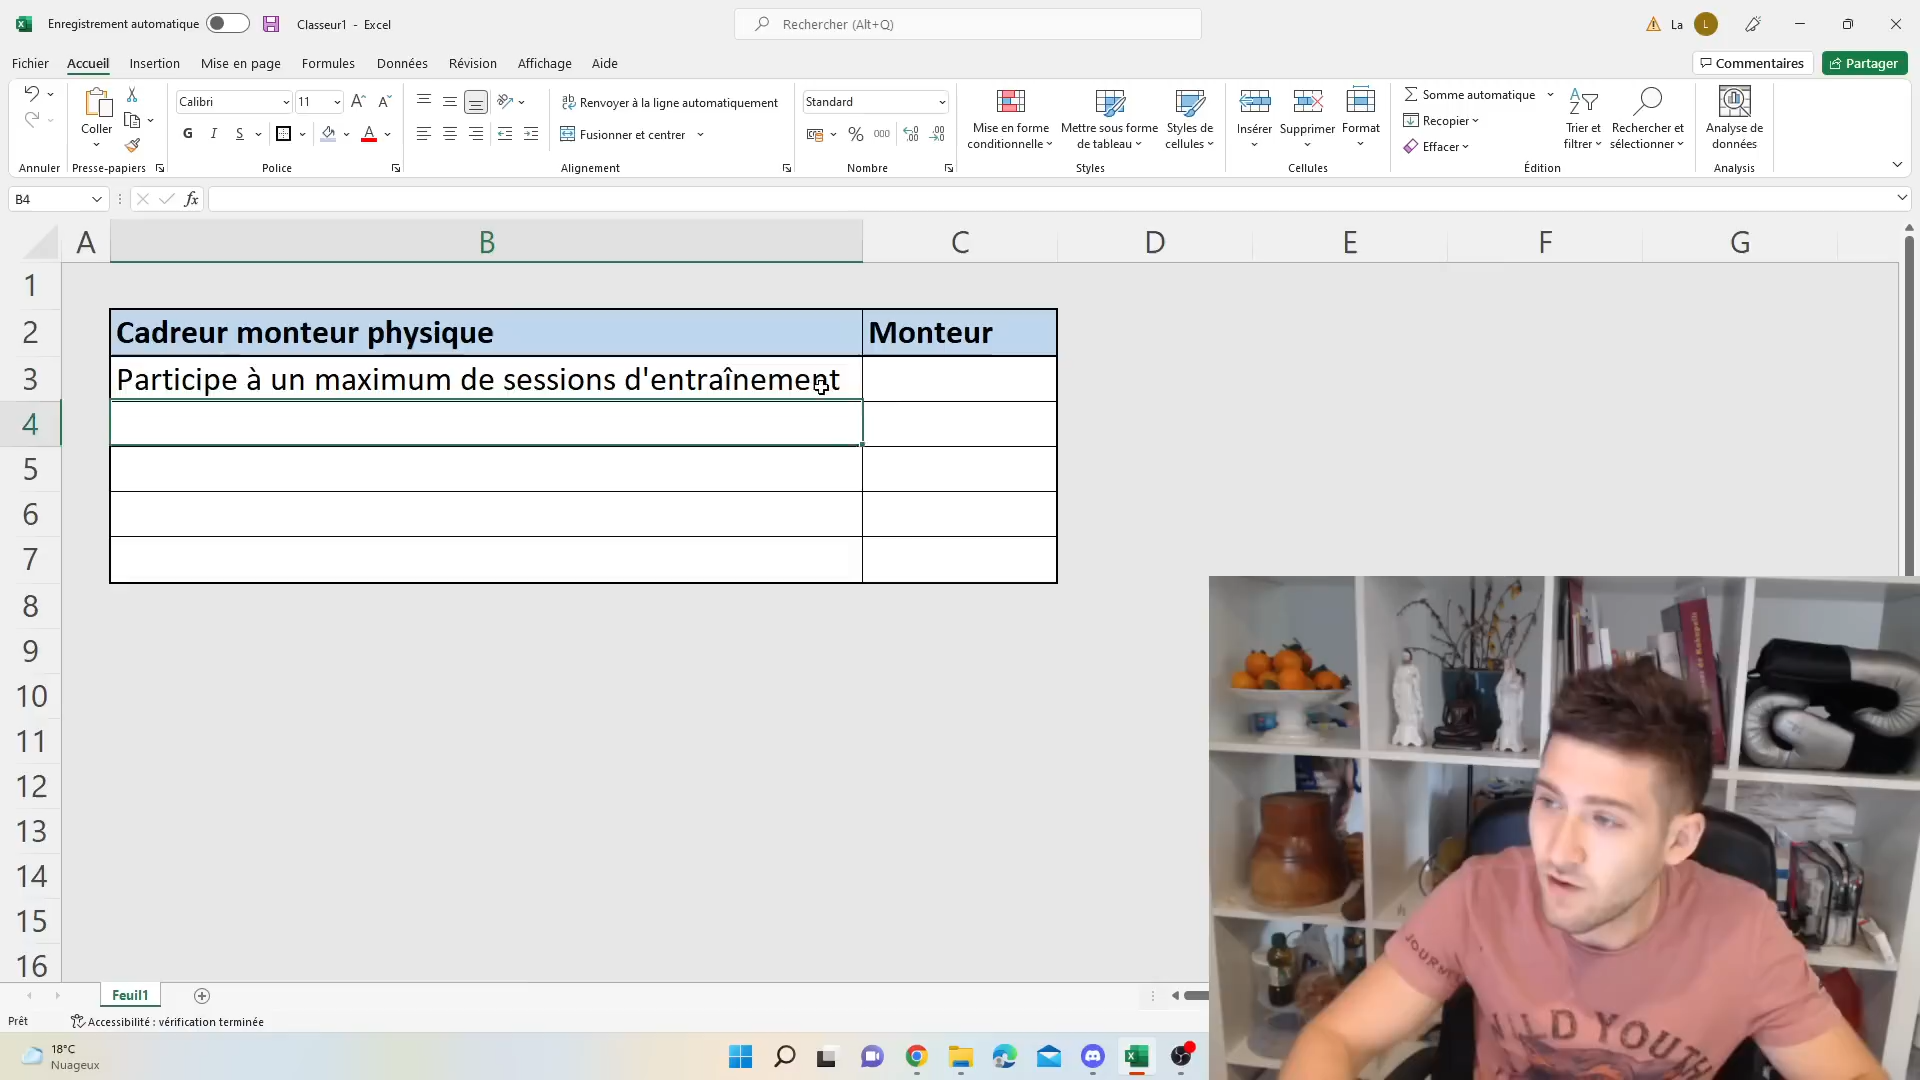 Enregistrement automatique
Classeur1 - Excel
Rechercher (Alt+Q)
La
L
Fichier
Accueil
Insertion
Mise en page
Formules
Données
Révision
Affichage
Aide
Commentaires
Partager
Coller
Calibri
11
G I S
A
Renvoyer à la ligne automatiquement
Fusionner et centrer
Standard
% 000
Mise en forme conditionnelle
Mettre sous forme de tableau
Styles de cellules
Insérer
Supprimer
Format
Somme automatique
Recopier
Effacer
Trier et filtrer
Rechercher et sélectionner
Analyse de données
Annuler
Presse-papiers
Police
Alignement
Nombre
Styles
Cellules
Édition
Analysis
B4
fx
A B C D E F G
1
2 Cadreur monteur physique Monteur
3 Participe à un maximum de sessions d'entraînement
4
5
6
7
8
9
10
11
12
13
14
15
16
Feuil1
Prêt
Accessibilité : vérification terminée
18°C
Nuageux
JOURN
WILD YOUTH